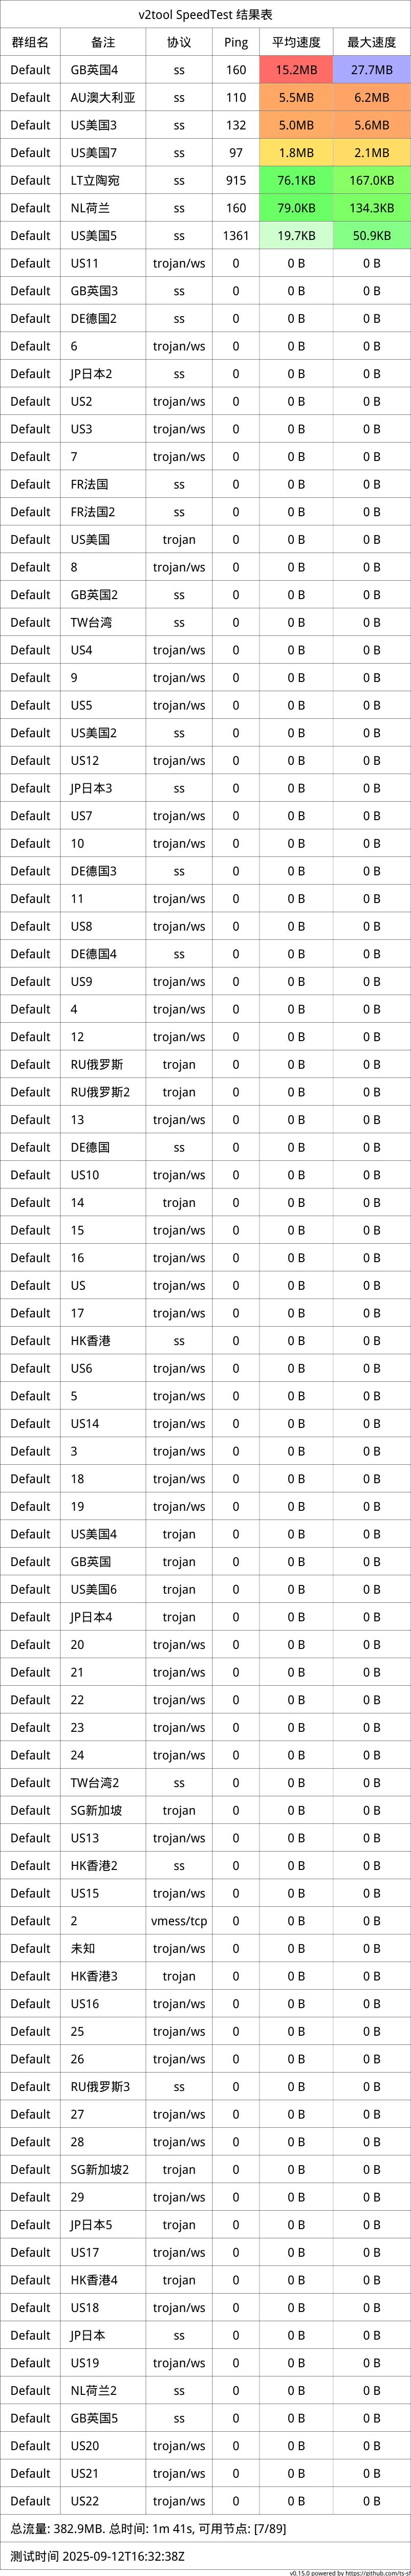 v2tool SpeedTest 结果表
群组名 备注 协议 Ping 平均速度 最大速度
Default GB英国4 ss 160 15.2MB 27.7MB
Default AU澳大利亚 ss 110 5.5MB 6.2MB
Default US美国3 ss 132 5.0MB 5.6MB
Default US美国7 ss 97 1.8MB 2.1MB
Default LT立陶宛 ss 915 76.1KB 167.0KB
Default NL荷兰 ss 160 79.0KB 134.3KB
Default US美国5 ss 1361 19.7KB 50.9KB
Default US11 trojan/ws 0 0 B 0 B
Default GB英国3 ss 0 0 B 0 B
Default DE德国2 ss 0 0 B 0 B
Default 6 trojan/ws 0 0 B 0 B
Default JP日本2 ss 0 0 B 0 B
Default US2 trojan/ws 0 0 B 0 B
Default US3 trojan/ws 0 0 B 0 B
Default 7 trojan/ws 0 0 B 0 B
Default FR法国 ss 0 0 B 0 B
Default FR法国2 ss 0 0 B 0 B
Default US美国 trojan 0 0 B 0 B
Default 8 trojan/ws 0 0 B 0 B
Default GB英国2 ss 0 0 B 0 B
Default TW台湾 ss 0 0 B 0 B
Default US4 trojan/ws 0 0 B 0 B
Default 9 trojan/ws 0 0 B 0 B
Default US5 trojan/ws 0 0 B 0 B
Default US美国2 ss 0 0 B 0 B
Default US12 trojan/ws 0 0 B 0 B
Default JP日本3 ss 0 0 B 0 B
Default US7 trojan/ws 0 0 B 0 B
Default 10 trojan/ws 0 0 B 0 B
Default DE德国3 ss 0 0 B 0 B
Default 11 trojan/ws 0 0 B 0 B
Default US8 trojan/ws 0 0 B 0 B
Default DE德国4 ss 0 0 B 0 B
Default US9 trojan/ws 0 0 B 0 B
Default 4 trojan/ws 0 0 B 0 B
Default 12 trojan/ws 0 0 B 0 B
Default RU俄罗斯 trojan 0 0 B 0 B
Default RU俄罗斯2 trojan 0 0 B 0 B
Default 13 trojan/ws 0 0 B 0 B
Default DE德国 ss 0 0 B 0 B
Default US10 trojan/ws 0 0 B 0 B
Default 14 trojan 0 0 B 0 B
Default 15 trojan/ws 0 0 B 0 B
Default 16 trojan/ws 0 0 B 0 B
Default US trojan/ws 0 0 B 0 B
Default 17 trojan/ws 0 0 B 0 B
Default HK香港 ss 0 0 B 0 B
Default US6 trojan/ws 0 0 B 0 B
Default 5 trojan/ws 0 0 B 0 B
Default US14 trojan/ws 0 0 B 0 B
Default 3 trojan/ws 0 0 B 0 B
Default 18 trojan/ws 0 0 B 0 B
Default 19 trojan/ws 0 0 B 0 B
Default US美国4 trojan 0 0 B 0 B
Default GB英国 trojan 0 0 B 0 B
Default US美国6 trojan 0 0 B 0 B
Default JP日本4 trojan 0 0 B 0 B
Default 20 trojan/ws 0 0 B 0 B
Default 21 trojan/ws 0 0 B 0 B
Default 22 trojan/ws 0 0 B 0 B
Default 23 trojan/ws 0 0 B 0 B
Default 24 trojan/ws 0 0 B 0 B
Default TW台湾2 ss 0 0 B 0 B
Default SG新加坡 trojan 0 0 B 0 B
Default US13 trojan/ws 0 0 B 0 B
Default HK香港2 ss 0 0 B 0 B
Default US15 trojan/ws 0 0 B 0 B
Default 2 vmess/tcp 0 0 B 0 B
Default 未知 trojan/ws 0 0 B 0 B
Default HK香港3 trojan 0 0 B 0 B
Default US16 trojan/ws 0 0 B 0 B
Default 25 trojan/ws 0 0 B 0 B
Default 26 trojan/ws 0 0 B 0 B
Default RU俄罗斯3 ss 0 0 B 0 B
Default 27 trojan/ws 0 0 B 0 B
Default 28 trojan/ws 0 0 B 0 B
Default SG新加坡2 trojan 0 0 B 0 B
Default 29 trojan/ws 0 0 B 0 B
Default JP日本5 trojan 0 0 B 0 B
Default US17 trojan/ws 0 0 B 0 B
Default HK香港4 trojan 0 0 B 0 B
Default US18 trojan/ws 0 0 B 0 B
Default JP日本 ss 0 0 B 0 B
Default US19 trojan/ws 0 0 B 0 B
Default NL荷兰2 ss 0 0 B 0 B
Default GB英国5 ss 0 0 B 0 B
Default US20 trojan/ws 0 0 B 0 B
Default US21 trojan/ws 0 0 B 0 B
Default US22 trojan/ws 0 0 B 0 B
总流量: 382.9MB. 总时间: 1m 41s, 可用节点: [7/89]
测试时间 2025-09-12T16:32:38Z
v0.15.0 powered by https://github.com/ts-sf